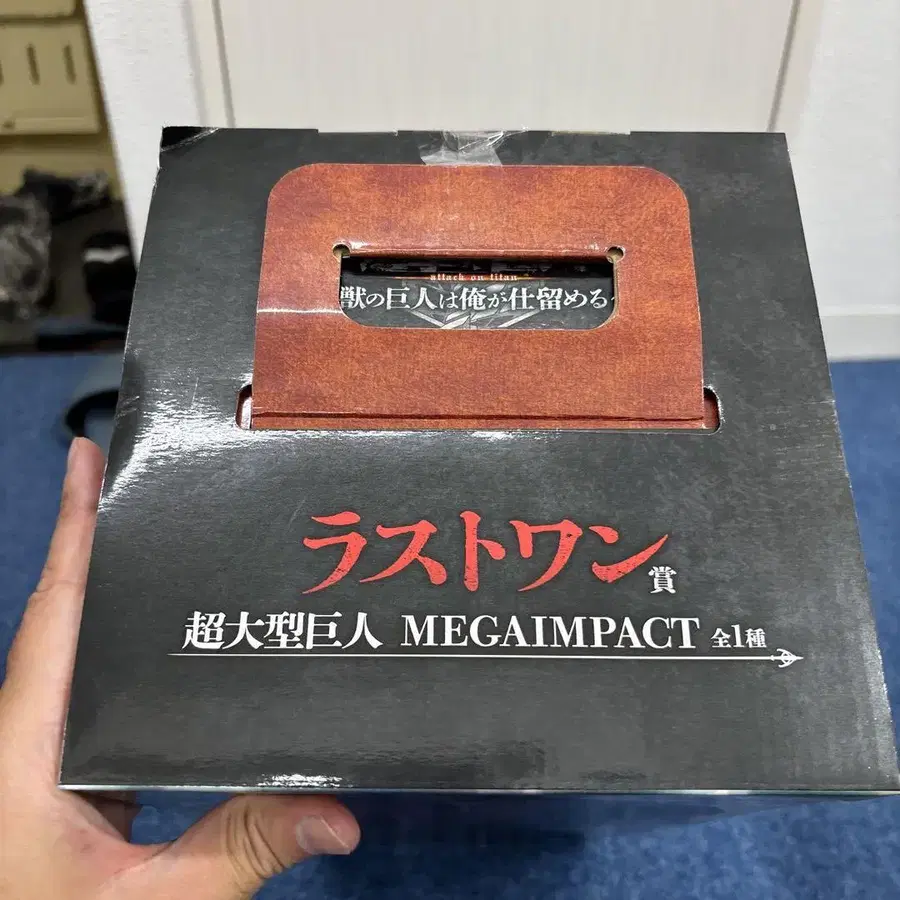 attack on titan
獣の巨人は俺が仕留める
ラストワン賞
超大型巨人 MEGAIMPACT 全1種